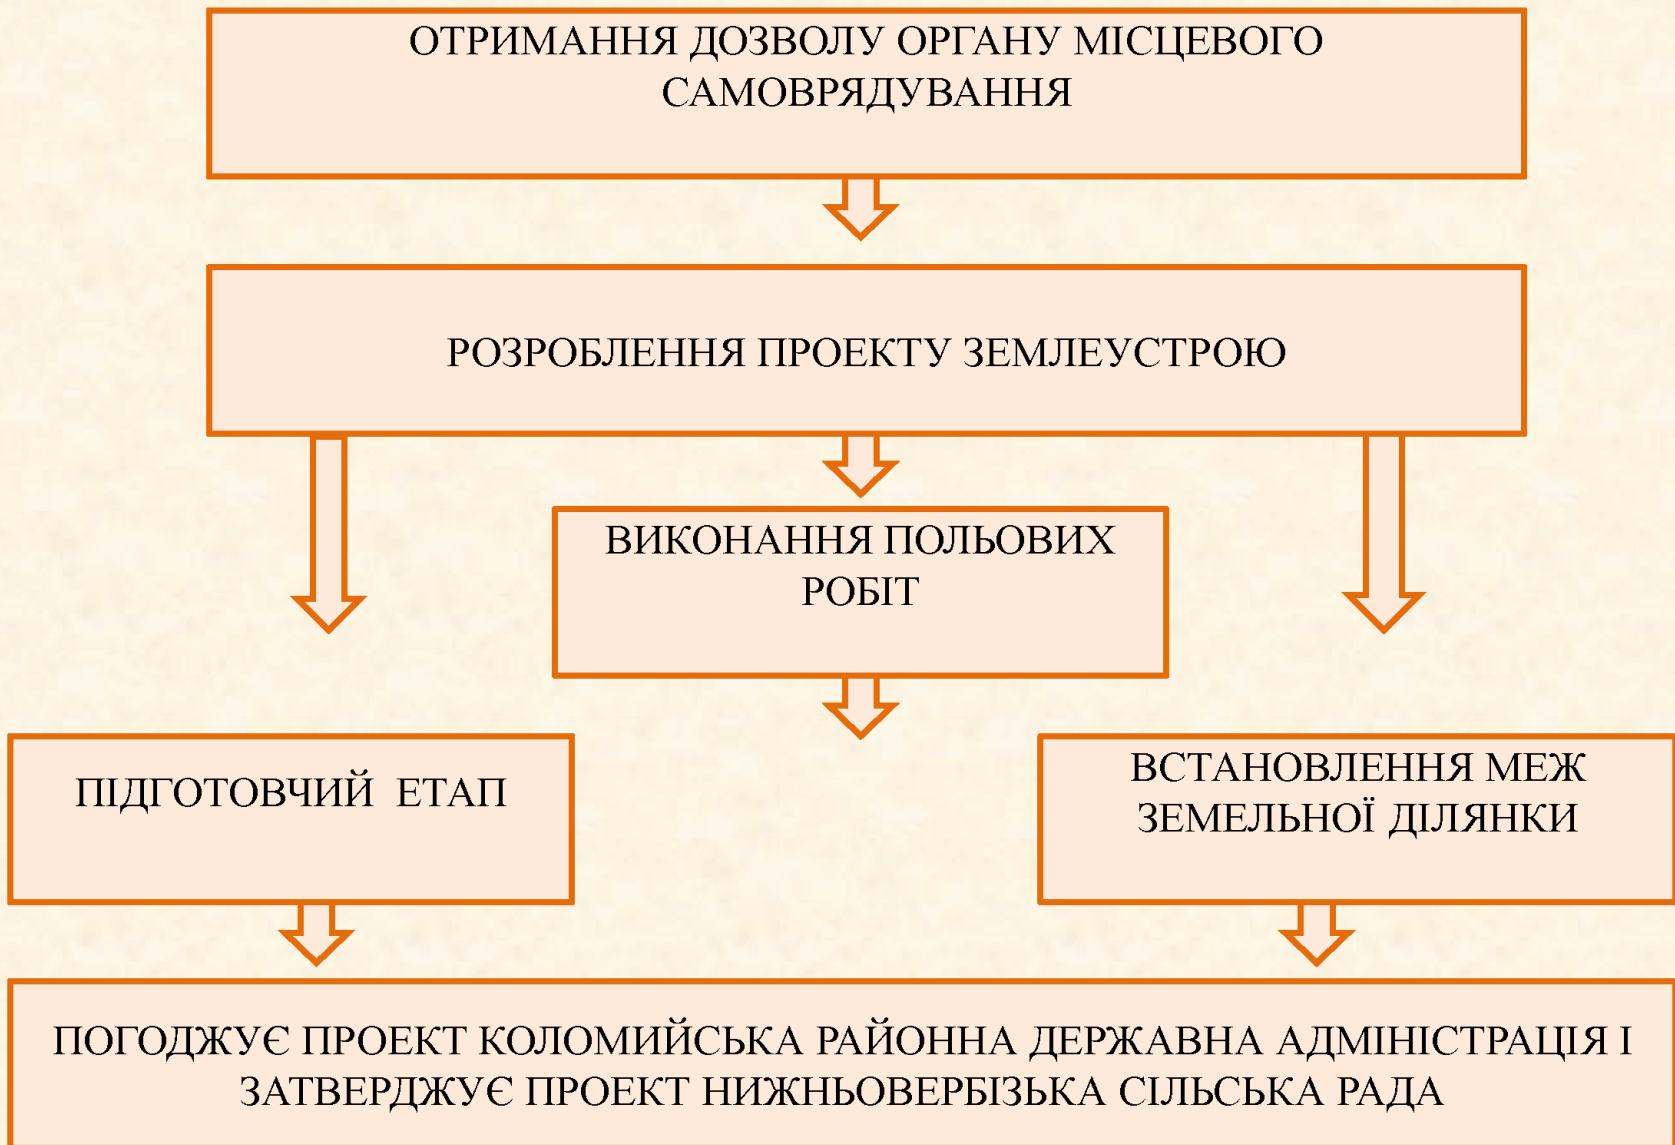 ОТРИМАННЯ ДОЗВОЛУ ОРГАНУ МІСЦЕВОГО
САМОВРЯДУВАННЯ
РОЗРОБЛЕННЯ ПРОЕКТУ ЗЕМЛЕУСТРОЮ
ВИКОНАННЯ ПОЛЬОВИХ
РОБІТ
ПІДГОТОВЧИЙ ЕТАП
ВСТАНОВЛЕННЯ МЕЖ
ЗЕМЕЛЬНОЇ ДІЛЯНКИ
ПОГОДЖУЄ ПРОЕКТ КОЛОМИЙСЬКА РАЙОННА ДЕРЖАВНА АДМІНІСТРАЦІЯ І
ЗАТВЕРДЖУЄ ПРОЕКТ НИЖНЬОВЕРБІЗЬКА СІЛЬСЬКА РАДА